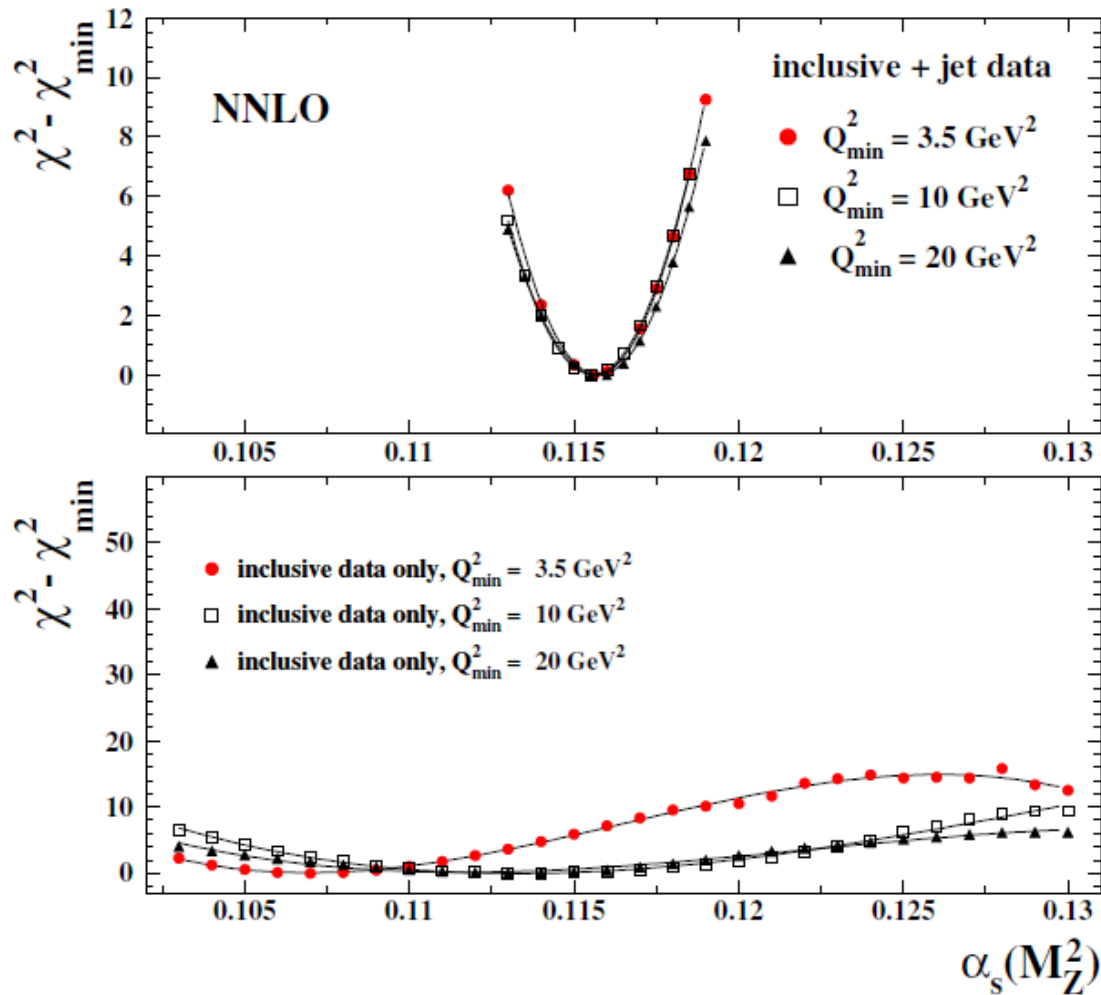 χ² - χ²min
12
10
8
6
4
2
0
NNLO
inclusive + jet data
Q²min = 3.5 GeV²
Q²min = 10 GeV²
Q²min = 20 GeV²
0.105 0.11 0.115 0.12 0.125 0.13
χ² - χ²min
50
40
30
20
10
0
inclusive data only, Q²min = 3.5 GeV²
inclusive data only, Q²min = 10 GeV²
inclusive data only, Q²min = 20 GeV²
0.105 0.11 0.115 0.12 0.125 0.13
αs(M²Z)